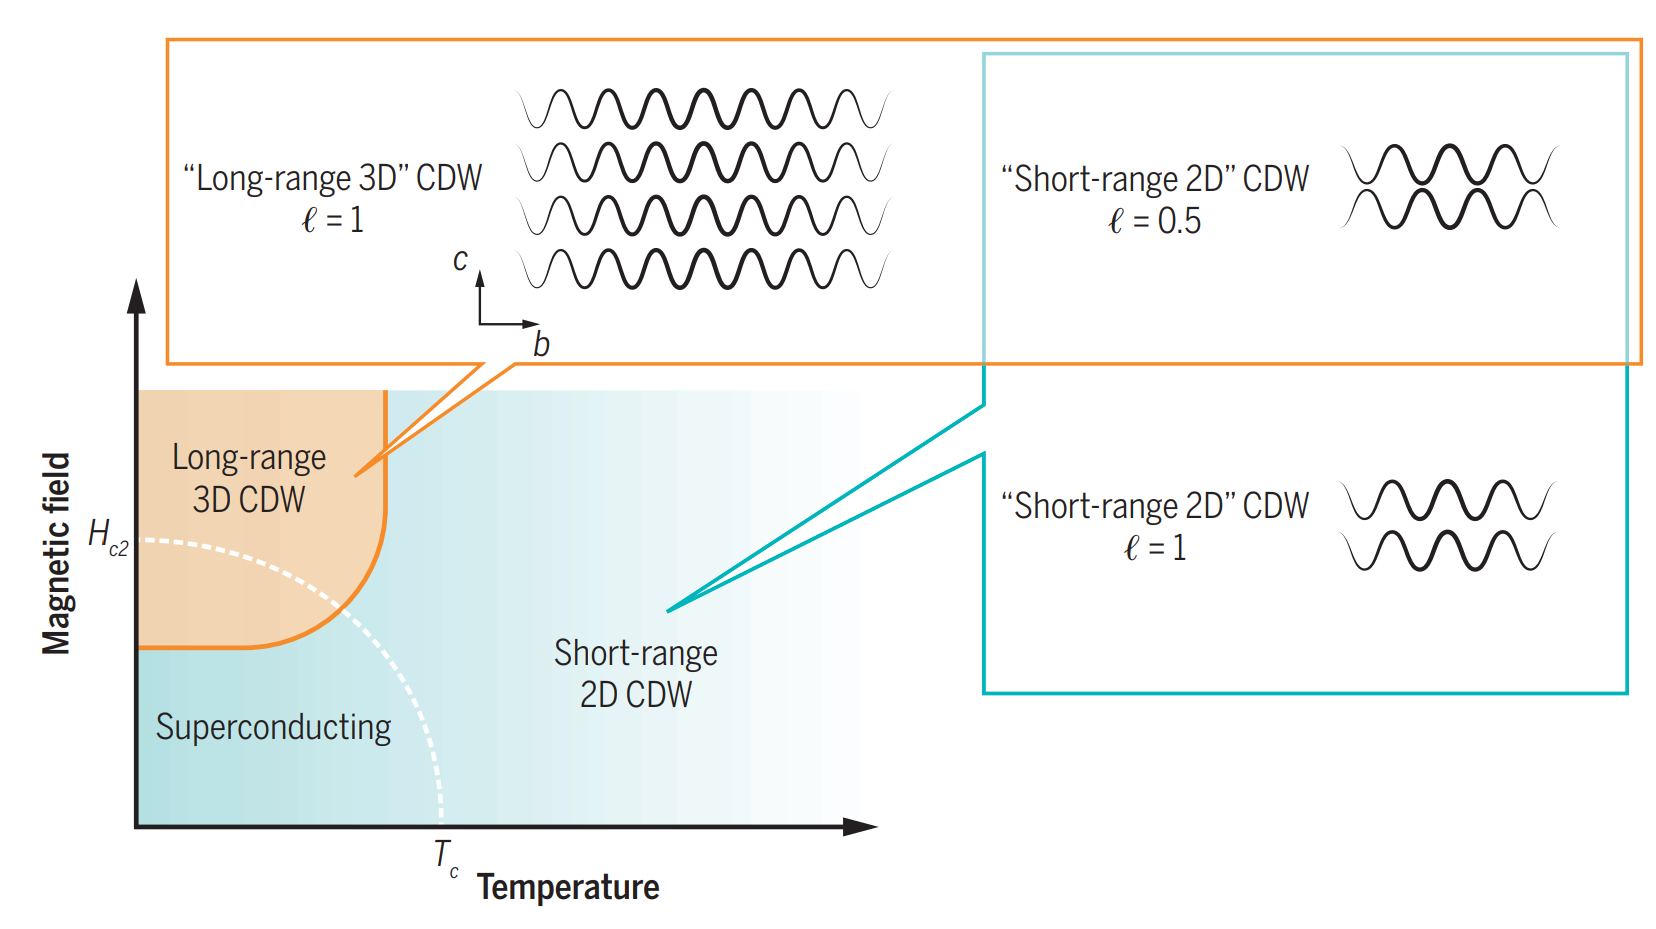 “Long-range 3D” CDW
ℓ = 1
c
b
“Short-range 2D” CDW
ℓ = 0.5
“Short-range 2D” CDW
ℓ = 1
Long-range
3D CDW
Short-range
2D CDW
Superconducting
Magnetic field
Hc2
Tc
Temperature